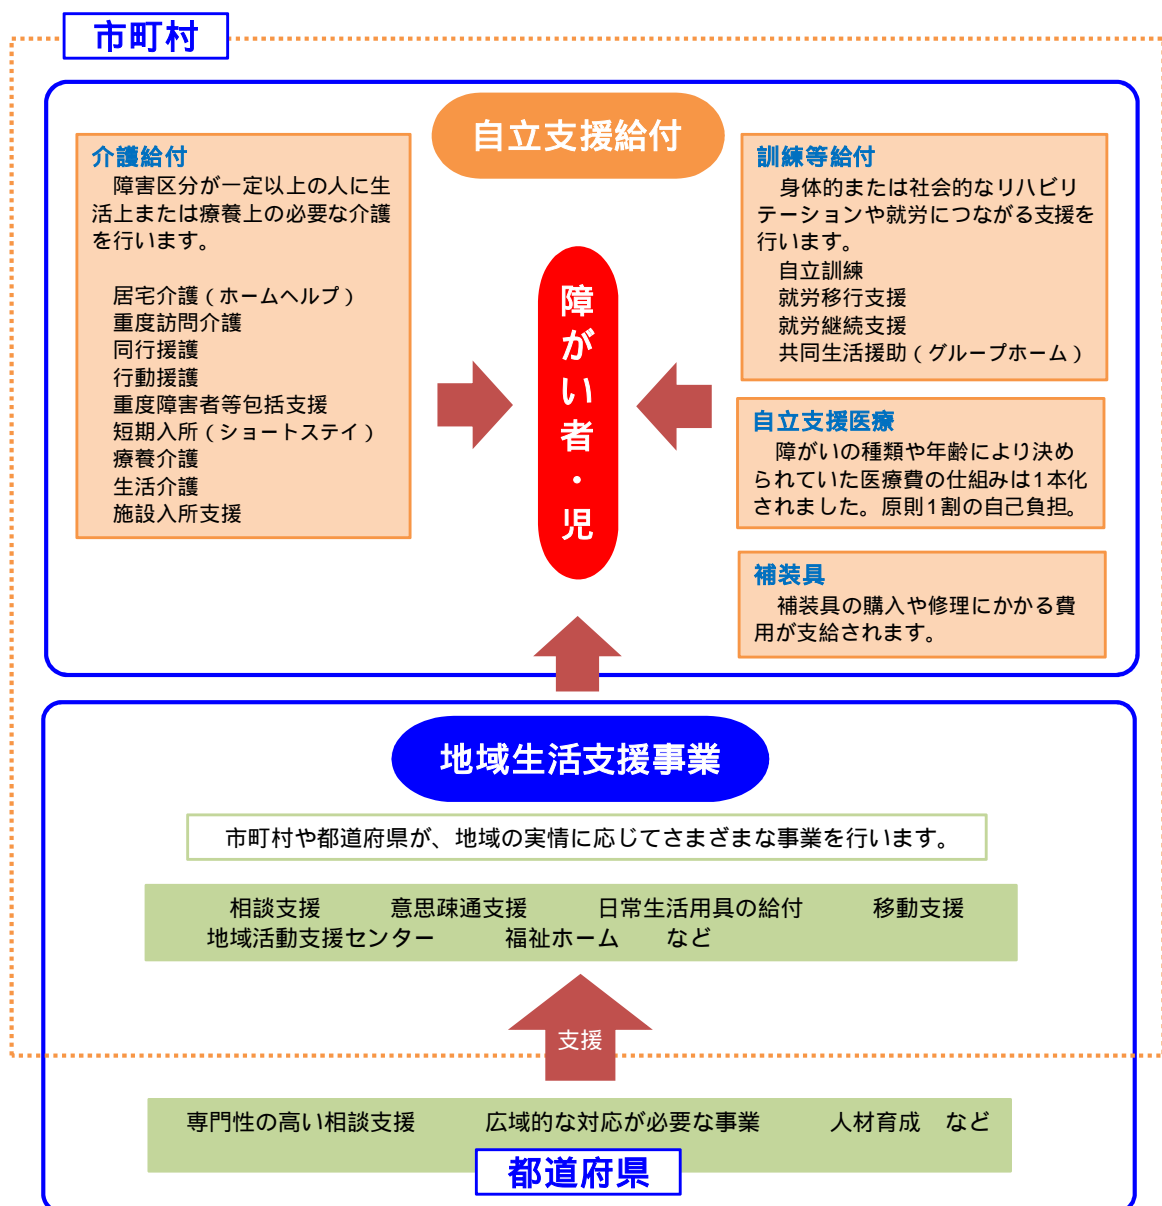 市町村
自立支援給付
介護給付
障害区分が一定以上の人に生
活上または療養上の必要な介護
を行います。
居宅介護(ホームヘルプ)
重度訪問介護
同行援護
行動援護
重度障害者等包括支援
短期入所(ショートステイ)
療養介護
生活介護
施設入所支援
障がい者・児
訓練等給付
身体的または社会的なリハビリ
テーションや就労につながる支援を
行います。
自立訓練
就労移行支援
就労継続支援
共同生活援助(グループホーム)
自立支援医療
障がいの種類や年齢により決め
られていた医療費の仕組みは1本化
されました。原則1割の自己負担。
補装具
補装具の購入や修理にかかる費
用が支給されます。
地域生活支援事業
市町村や都道府県が、地域の実情に応じてさまざまな事業を行います。
相談支援 意思疎通支援 日常生活用具の給付 移動支援
地域活動支援センター 福祉ホーム など
支援
専門性の高い相談支援 広域的な対応が必要な事業 人材育成 など
都道府県